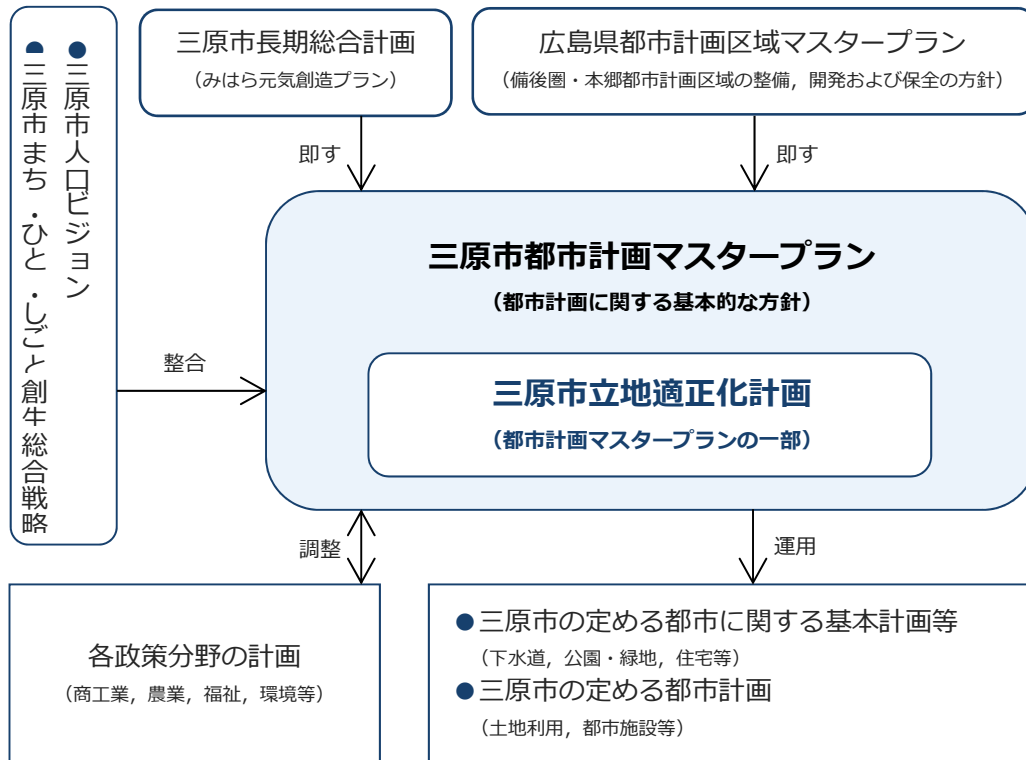 三原市長期総合計画
（みはら元気創造プラン）
広島県都市計画区域マスタープラン
（備後圏・本郷都市計画区域の整備，開発および保全の方針）
●三原市人口ビジョン
●三原市まち・ひと・しごと創生総合戦略
即す
即す
三原市都市計画マスタープラン
（都市計画に関する基本的な方針）
整合
三原市立地適正化計画
（都市計画マスタープランの一部）
調整
運用
各政策分野の計画
（商工業，農業，福祉，環境等）
●三原市の定める都市に関する基本計画等
（下水道，公園・緑地，住宅等）
●三原市の定める都市計画
（土地利用，都市施設等）